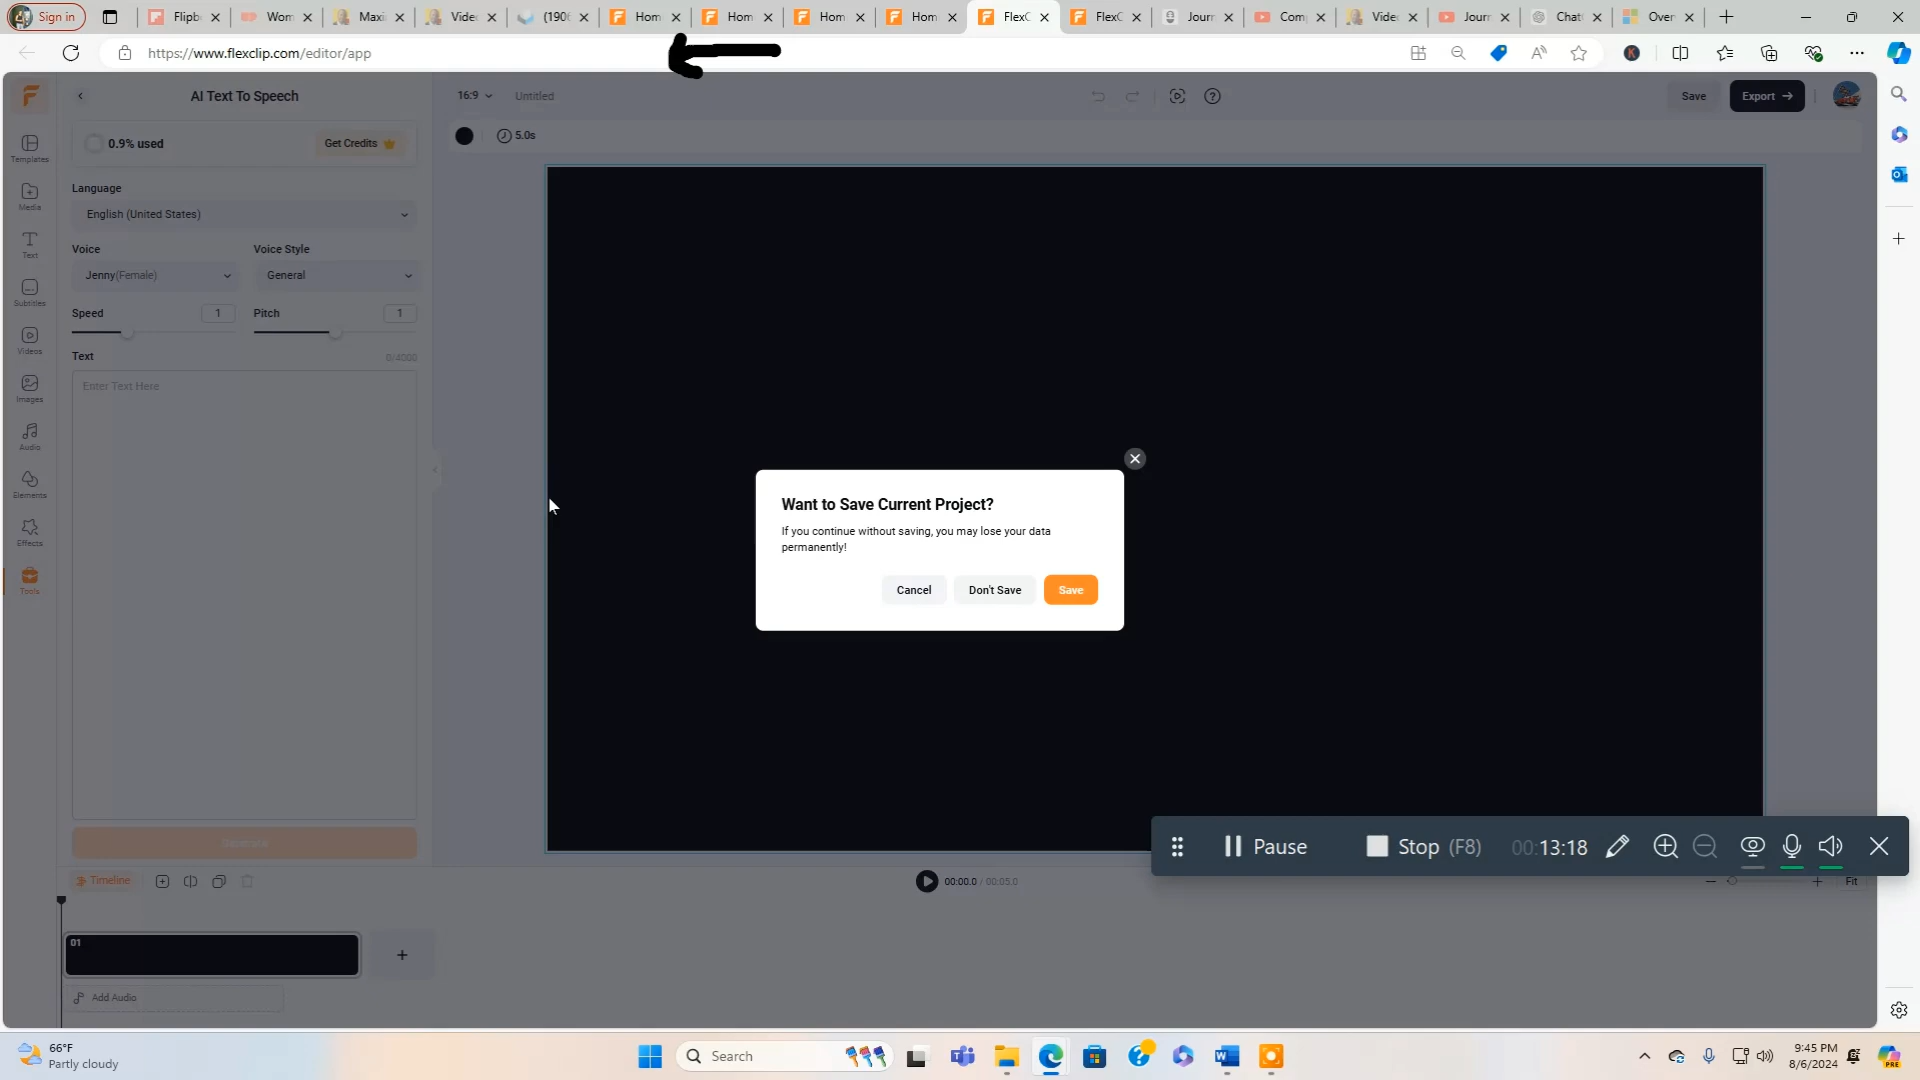 Sign in
Flipb
Wom
Maxi
Vide
(190
Hom
Hom
Hom
Hom
FlexC
FlexC
Journ
Com
Vide
Journ
Chat
Over
https://www.flexclip.com/editor/app
AI Text To Speech
16:9
Untitled
Save
Export
0.9% used
Get Credits
5.0s
Templates
Media
Text
Subtitles
Videos
Images
Audio
Elements
Effects
Tools
Language
English (United States)
Voice
Voice Style
Jenny(Female)
General
Speed
1
Pitch
1
Text
0/4000
Enter Text Here
Generate
Want to Save Current Project?
If you continue without saving, you may lose your data
permanently!
Cancel
Don't Save
Save
Pause
Stop (F8)
00:13:18
Timeline
00:00.0 / 00:05.0
Fit
01
Add Audio
66°F
Partly cloudy
Search
9:45 PM
8/6/2024
PRE